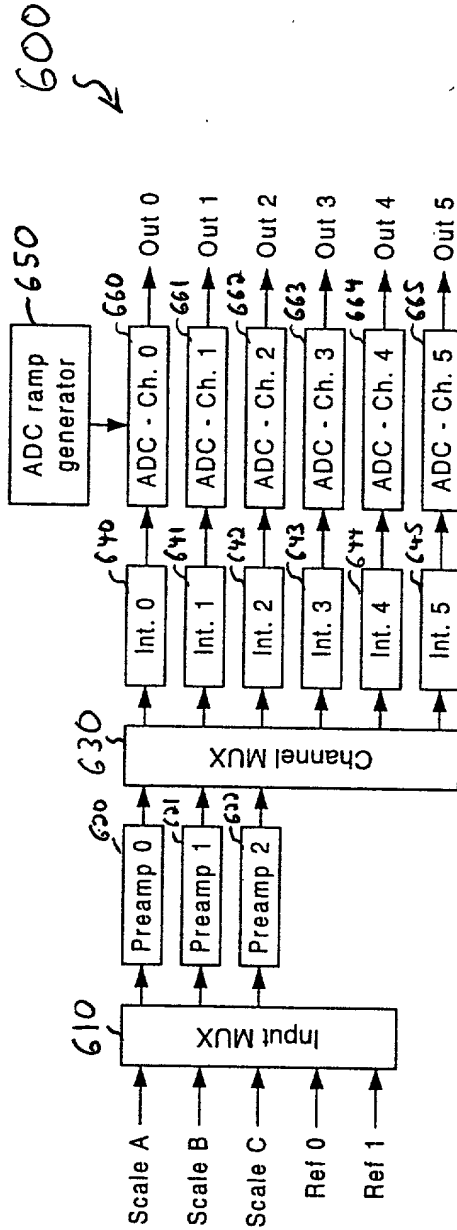 600
650
ADC ramp
generator
Scale A
Scale B
Scale C
Ref 0
Ref 1
610
Input MUX
620
Preamp 0
621
Preamp 1
622
Preamp 2
630
Channel MUX
640
Int. 0
641
Int. 1
642
Int. 2
643
Int. 3
644
Int. 4
645
Int. 5
660
ADC - Ch. 0
661
ADC - Ch. 1
662
ADC - Ch. 2
663
ADC - Ch. 3
664
ADC - Ch. 4
665
ADC - Ch. 5
Out 0
Out 1
Out 2
Out 3
Out 4
Out 5